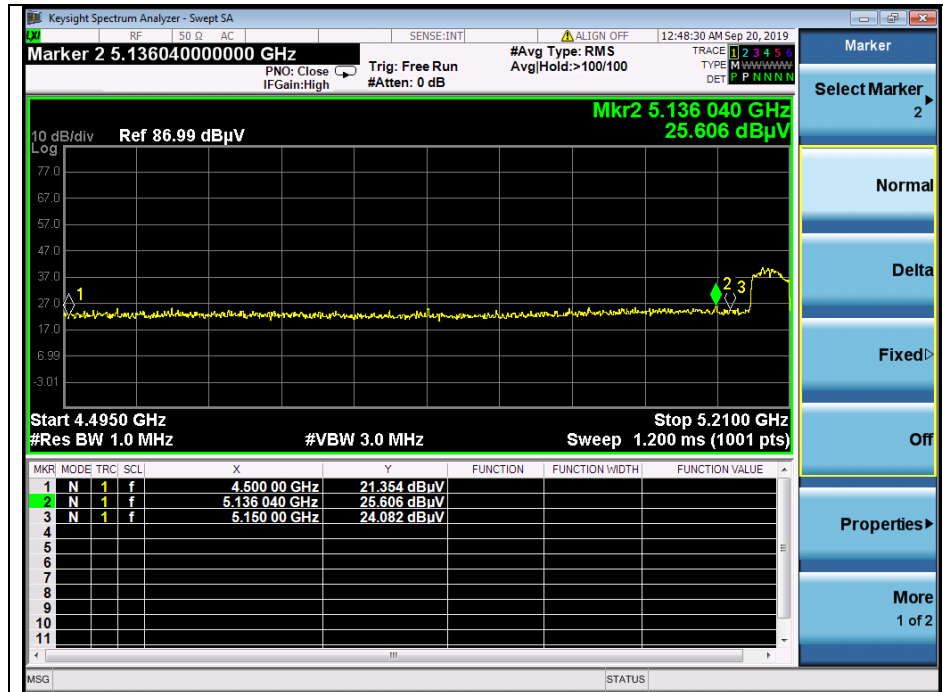 Keysight Spectrum Analyzer - Swept SA
LXI RF 50 Ω AC SENSE:INT ALIGN OFF 12:48:30 AM Sep 20, 2019
Marker 2 5.136040000000 GHz
PNO: Close
IFGain:High
Trig: Free Run
#Atten: 0 dB
#Avg Type: RMS
Avg|Hold:>100/100
TRACE 1 2 3 4 5 6
TYPE M W W W W W
DET P P N N N N
Mkr2 5.136 040 GHz
25.606 dBµV
10 dB/div Ref 86.99 dBµV
Log
77.0
67.0
57.0
47.0
37.0
27.0
17.0
6.99
-3.01
1
2
3
Start 4.4950 GHz Stop 5.2100 GHz
#Res BW 1.0 MHz #VBW 3.0 MHz Sweep 1.200 ms (1001 pts)
MKR MODE TRC SCL X Y FUNCTION FUNCTION WIDTH FUNCTION VALUE
1 N 1 f 4.500 00 GHz 21.354 dBµV
2 N 1 f 5.136 040 GHz 25.606 dBµV
3 N 1 f 5.150 00 GHz 24.082 dBµV
4
5
6
7
8
9
10
11
MSG STATUS
Marker
Select Marker
2
Normal
Delta
Fixed
Off
Properties
More
1 of 2